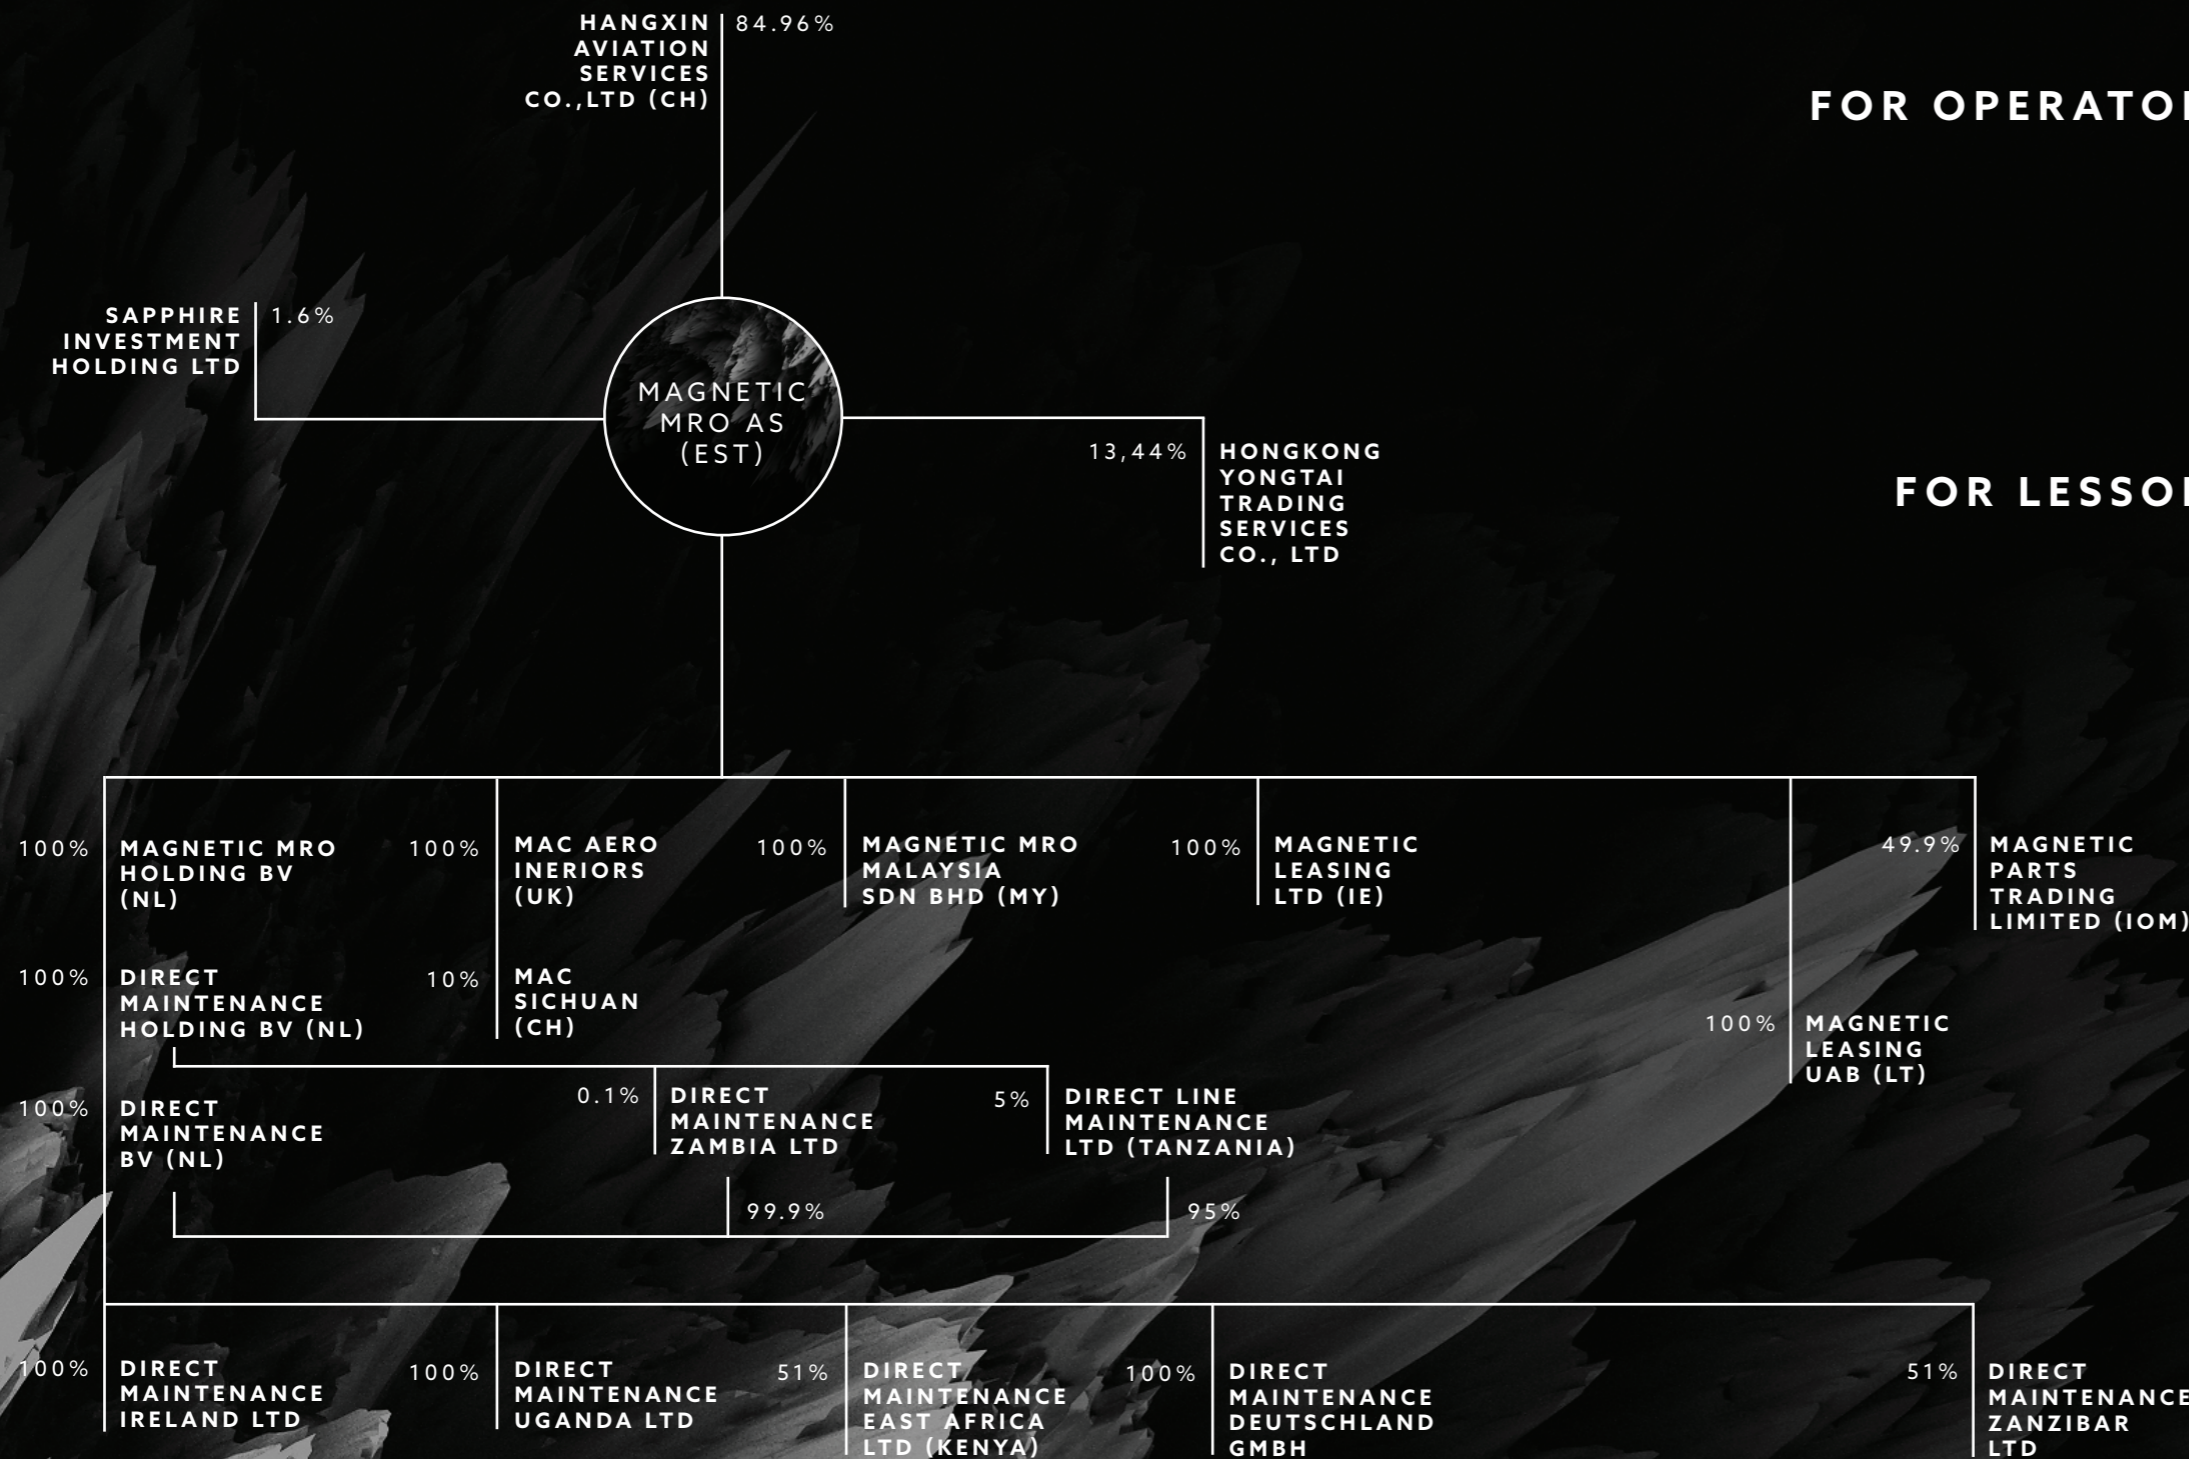 HANGXIN
AVIATION
SERVICES
CO.,LTD (CH)
84.96%
FOR OPERATO
SAPPHIRE
INVESTMENT
HOLDING LTD
1.6%
MAGNETIC
MRO AS
(EST)
13,44%
HONGKONG
YONGTAI
TRADING
SERVICES
CO., LTD
FOR LESSO
100%
MAGNETIC MRO
HOLDING BV
(NL)
100%
MAC AERO
INERIORS
(UK)
100%
MAGNETIC MRO
MALAYSIA
SDN BHD (MY)
100%
MAGNETIC
LEASING
LTD (IE)
49.9%
MAGNETIC
PARTS
TRADING
LIMITED (IOM)
100%
DIRECT
MAINTENANCE
HOLDING BV (NL)
10%
MAC
SICHUAN
(CH)
100%
MAGNETIC
LEASING
UAB (LT)
100%
DIRECT
MAINTENANCE
BV (NL)
0.1%
DIRECT
MAINTENANCE
ZAMBIA LTD
5%
DIRECT LINE
MAINTENANCE
LTD (TANZANIA)
99.9%
95%
100%
DIRECT
MAINTENANCE
IRELAND LTD
100%
DIRECT
MAINTENANCE
UGANDA LTD
51%
DIRECT
MAINTENANCE
EAST AFRICA
LTD (KENYA)
100%
DIRECT
MAINTENANCE
DEUTSCHLAND
GMBH
51%
DIRECT
MAINTENANCE
ZANZIBAR
LTD